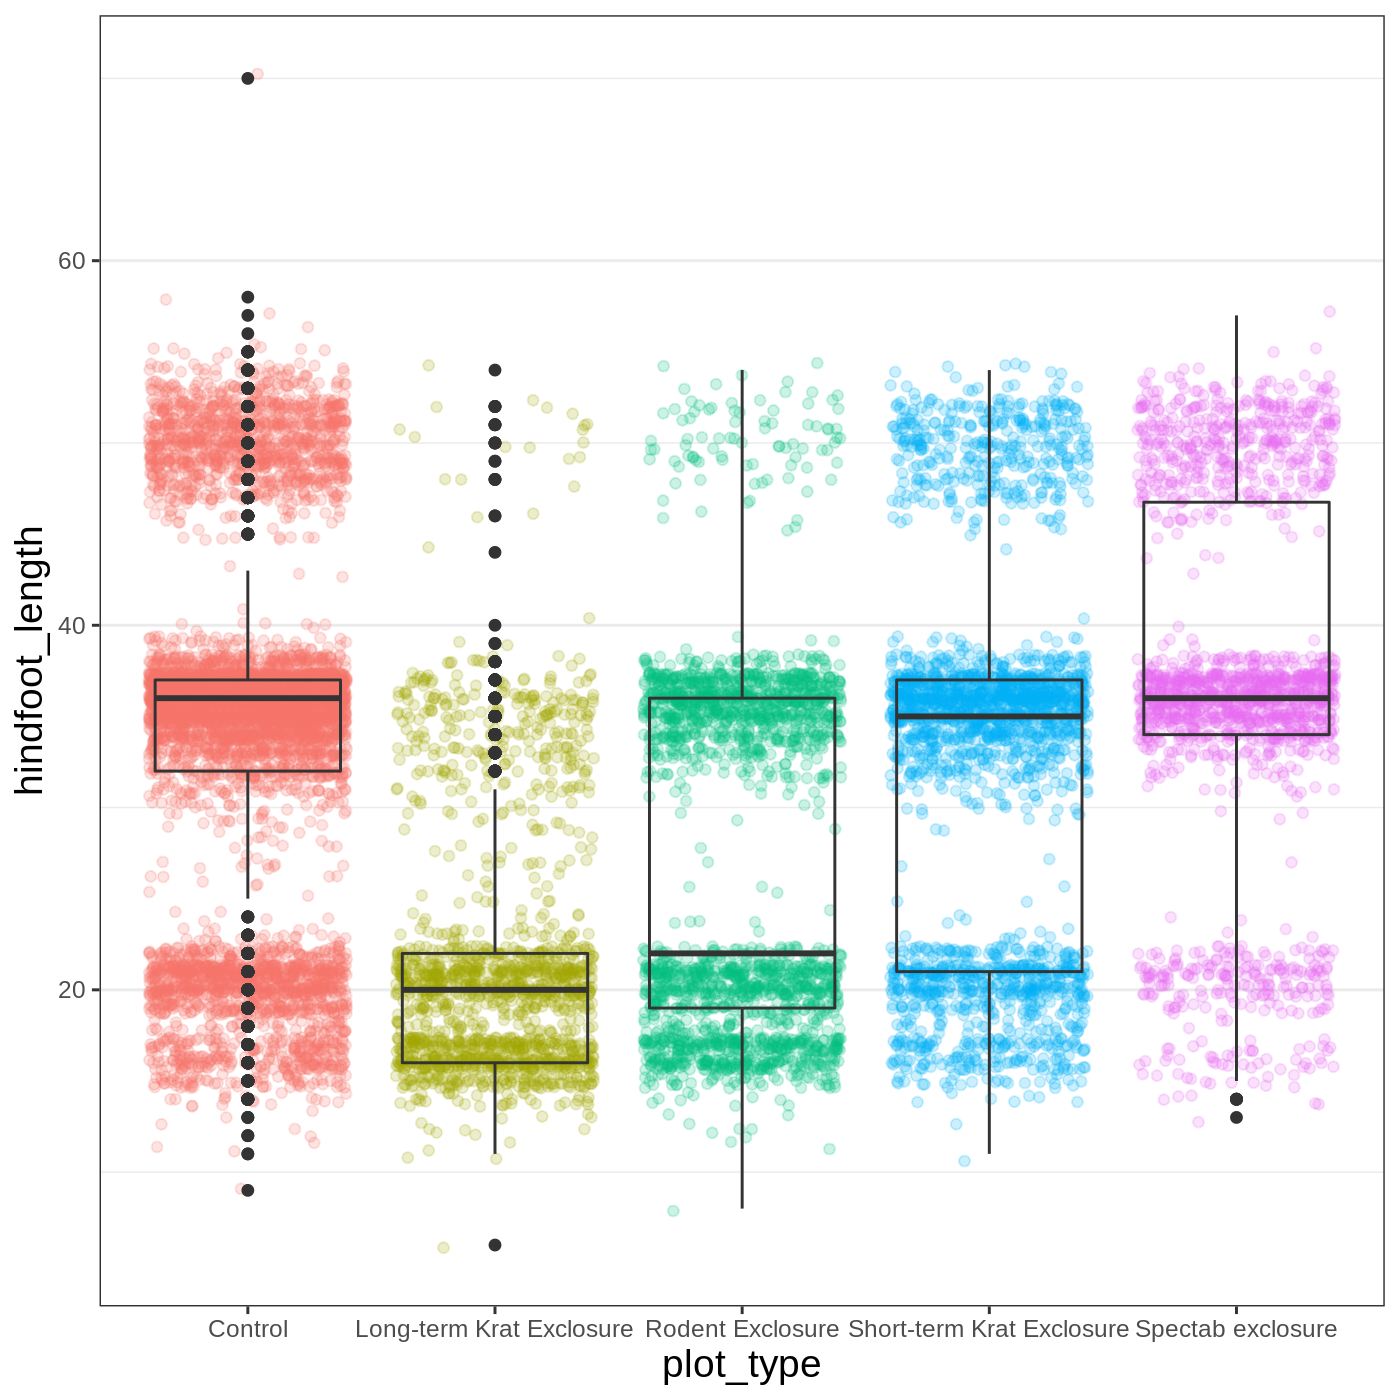 hindfoot_length
60
40
20
Control Long-term Krat Exclosure Rodent Exclosure Short-term Krat Exclosure Spectab exclosure
plot_type